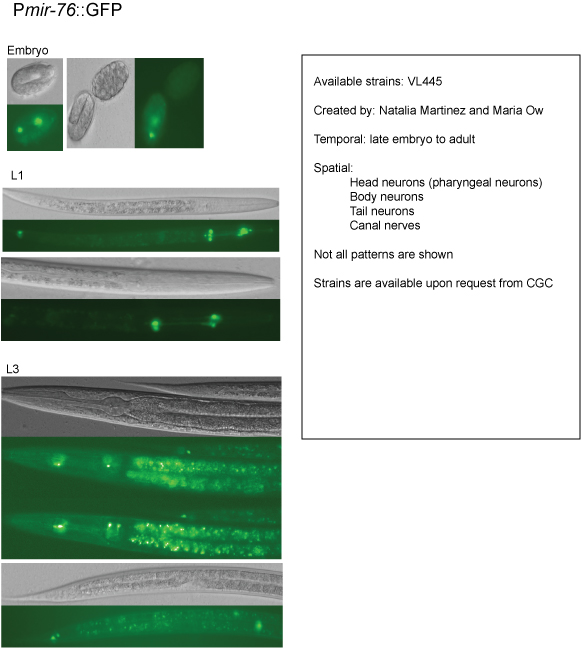 Pmir-76::GFP
Embryo
L1
L3
Available strains: VL445
Created by: Natalia Martinez and Maria Ow
Temporal: late embryo to adult
Spatial:
Head neurons (pharyngeal neurons)
Body neurons
Tail neurons
Canal nerves
Not all patterns are shown
Strains are available upon request from CGC